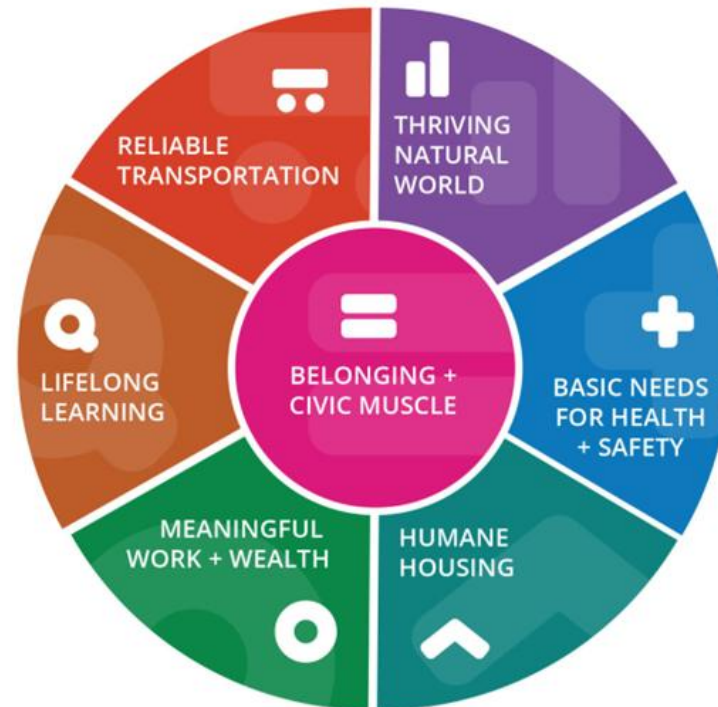 RELIABLE
TRANSPORTATION
THRIVING
NATURAL
WORLD
LIFELONG
LEARNING
BELONGING +
CIVIC MUSCLE
BASIC NEEDS
FOR HEALTH
+ SAFETY
MEANINGFUL
WORK + WEALTH
HUMANE
HOUSING